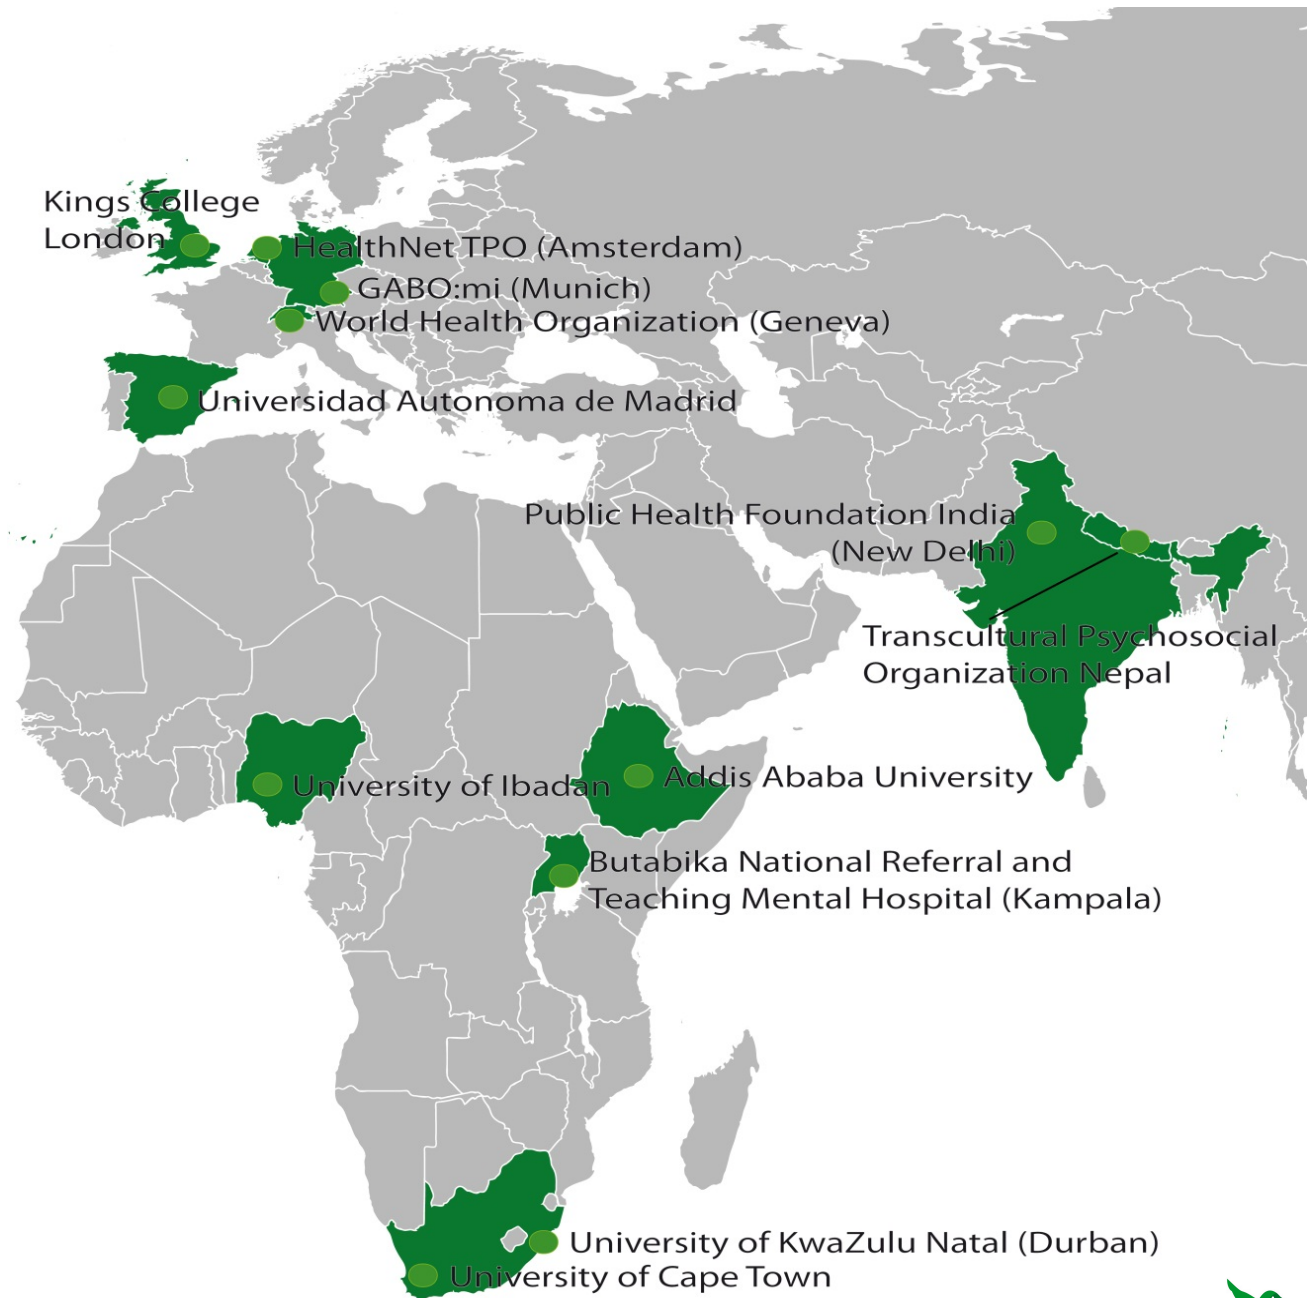 Kings College
London
HealthNet TPO (Amsterdam)
GABO:mi (Munich)
World Health Organization (Geneva)
Universidad Autonoma de Madrid
Public Health Foundation India
(New Delhi)
Transcultural Psychosocial
Organization Nepal
University of Ibadan
Addis Ababa University
Butabika National Referral and
Teaching Mental Hospital (Kampala)
University of KwaZulu Natal (Durban)
University of Cape Town